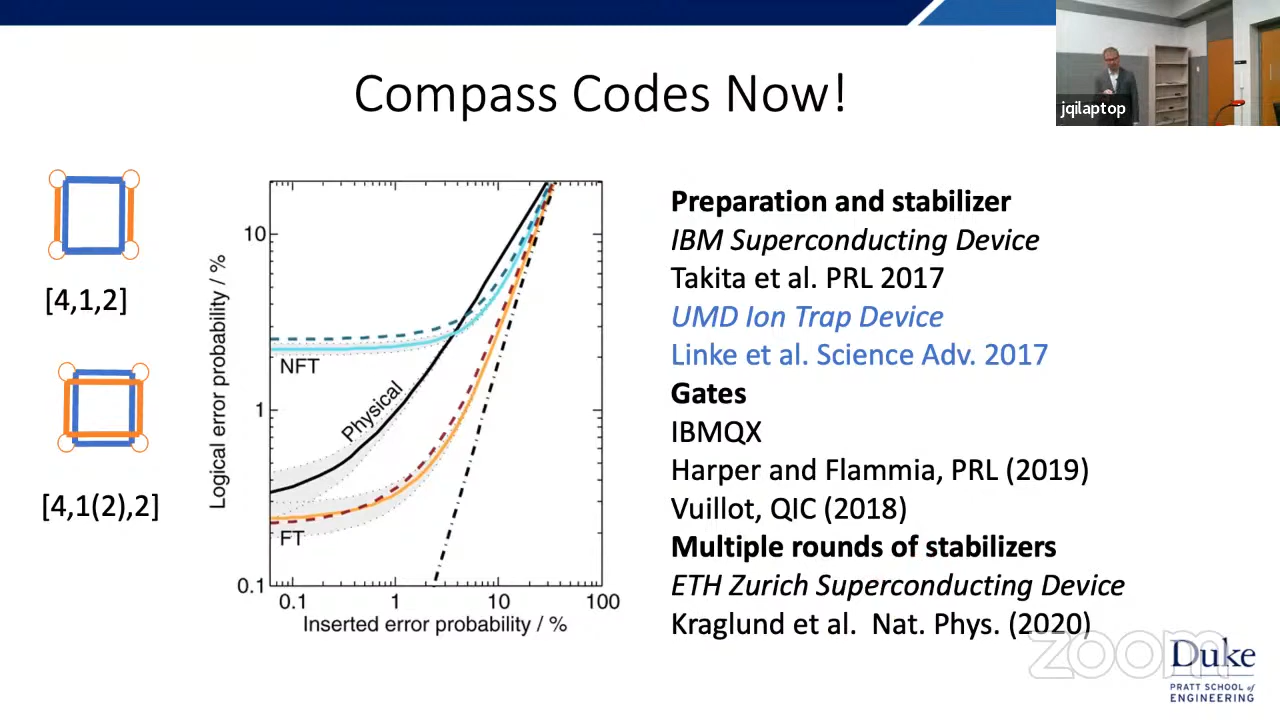 Compass Codes Now!
jqilaptop
[4,1,2]
[4,1(2),2]
Logical error probability / %
10
1
0.1
NFT
Physical
FT
0.1
1
10
100
Inserted error probability / %
Preparation and stabilizer
IBM Superconducting Device
Takita et al. PRL 2017
UMD Ion Trap Device
Linke et al. Science Adv. 2017
Gates
IBMQX
Harper and Flammia, PRL (2019)
Vuillot, QIC (2018)
Multiple rounds of stabilizers
ETH Zurich Superconducting Device
Kraglund et al.  Nat. Phys. (2020)
zoom
Duke
PRATT SCHOOL of
ENGINEERING